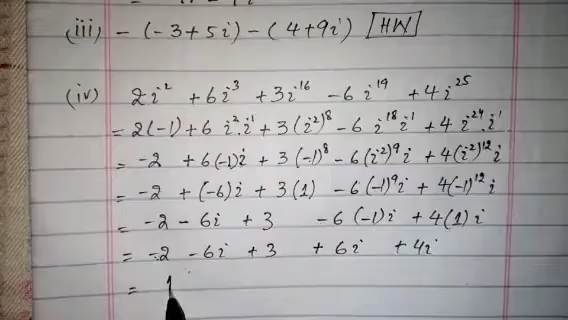 (iii) - (-3+5i) - (4+9i) HW
(iv) 2i² + 6i³ + 3i¹⁶ - 6i¹⁹ + 4i²⁵
= 2(-1) + 6 i².i¹ + 3(i²)⁸ - 6 i¹⁸ i¹ + 4 i²⁴.i¹
= -2 + 6(-1)i + 3(-1)⁸ - 6(i²)⁹i + 4(i²)¹²i
= -2 + (-6)i + 3(1) - 6(-1)⁹i + 4(-1)¹²i
= -2 - 6i + 3 - 6(-1)i + 4(1)i
= -2 - 6i + 3 + 6i + 4i
= 1